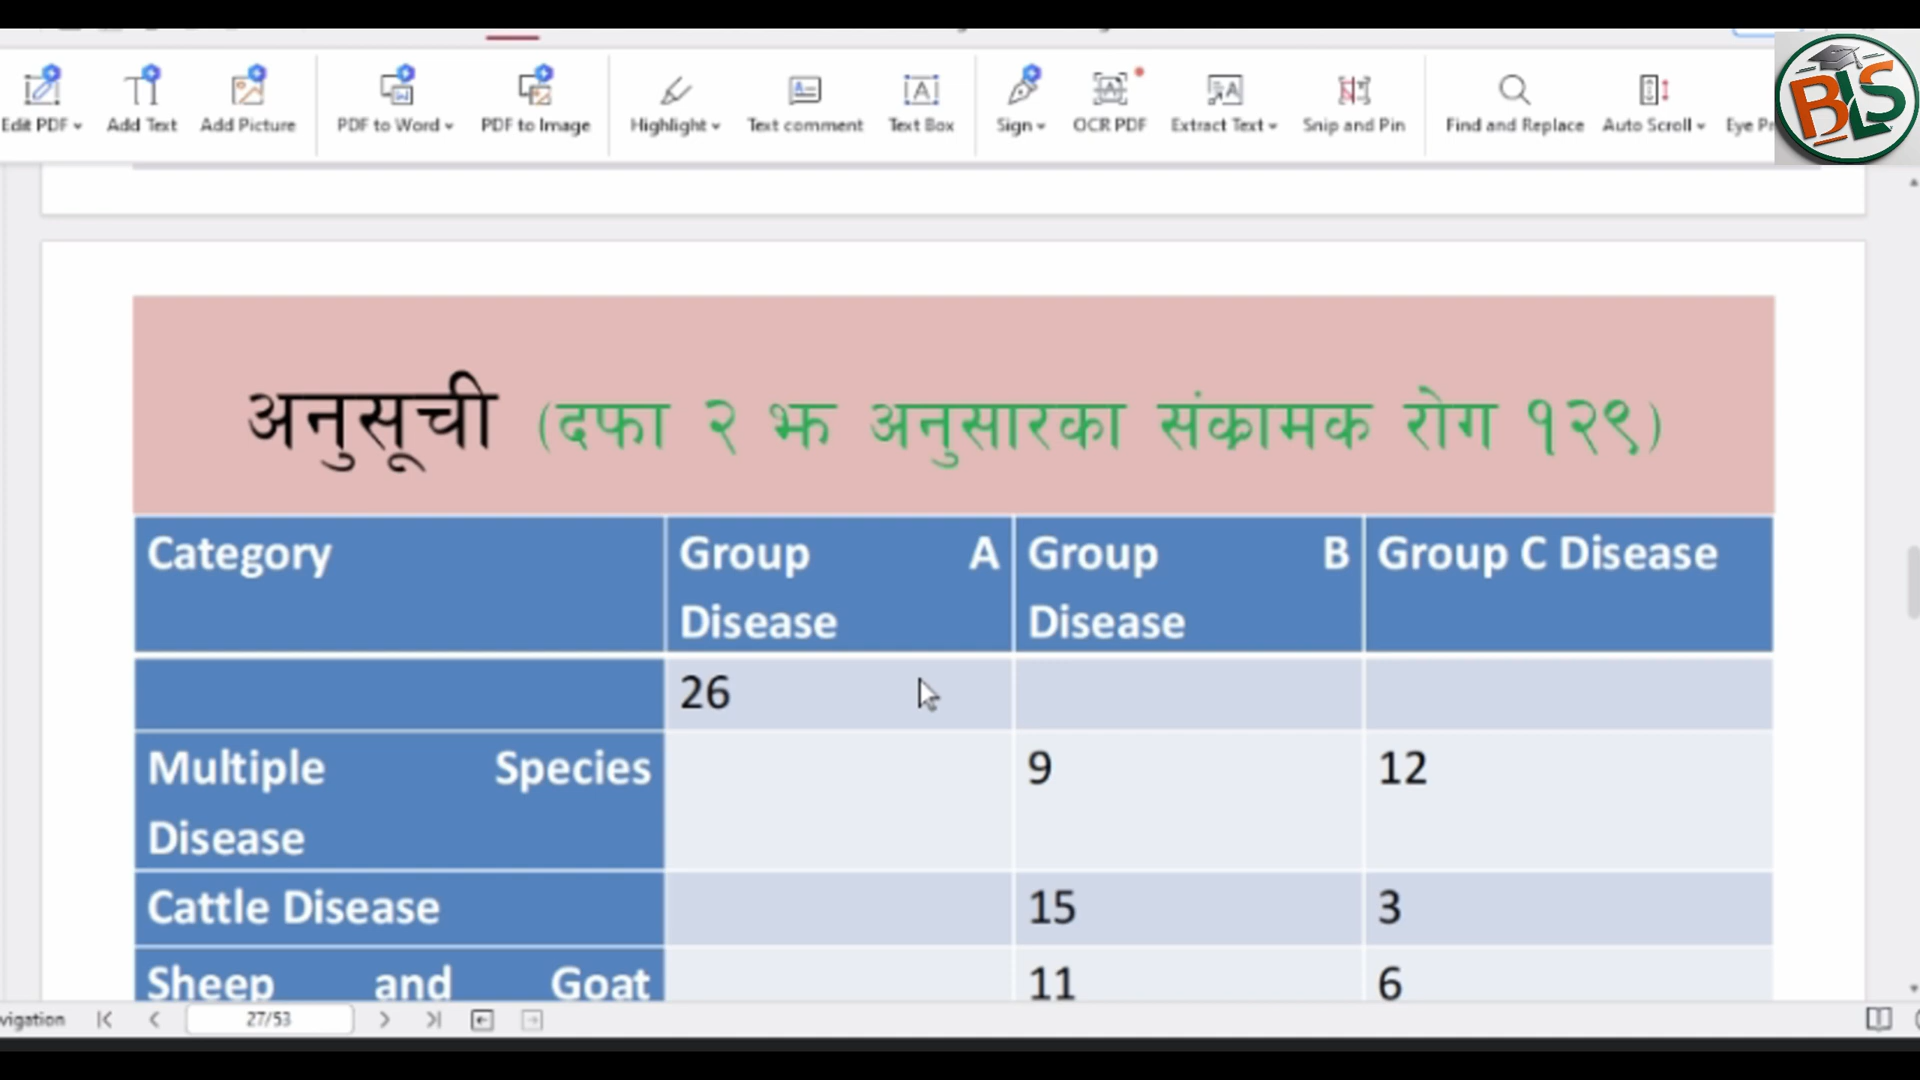 Edit PDF Add Text Add Picture PDF to Word PDF to Image Highlight Text comment Text Box Sign OCR PDF Extract Text Snip and Pin Find and Replace Auto Scroll Eye
BLS
अनुसूची (दफा २ झ अनुसारका संक्रामक रोग १२९)
Category Group A Disease Group B Disease Group C Disease
26
Multiple Species Disease 9 12
Cattle Disease 15 3
Sheep and Goat 11 6
27/53